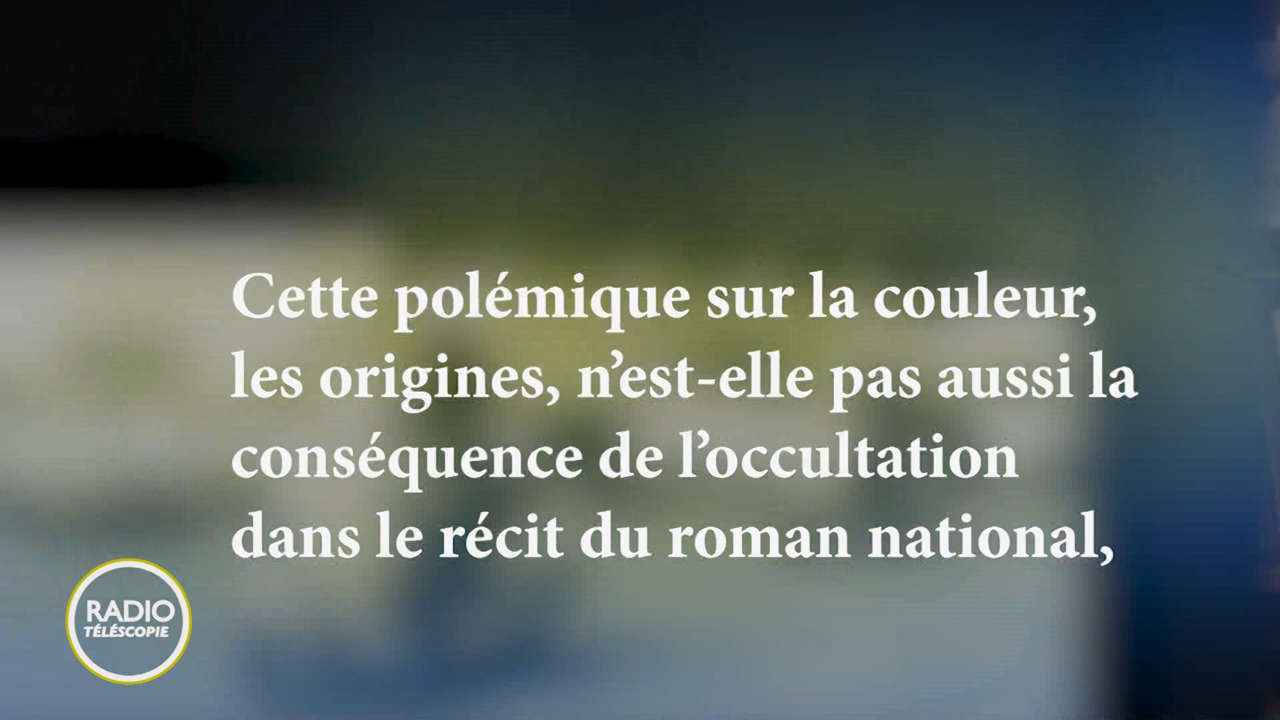 Cette polémique sur la couleur,
les origines, n’est-elle pas aussi la
conséquence de l’occultation
dans le récit du roman national,
RADIO
TÉLÉSCOPIE